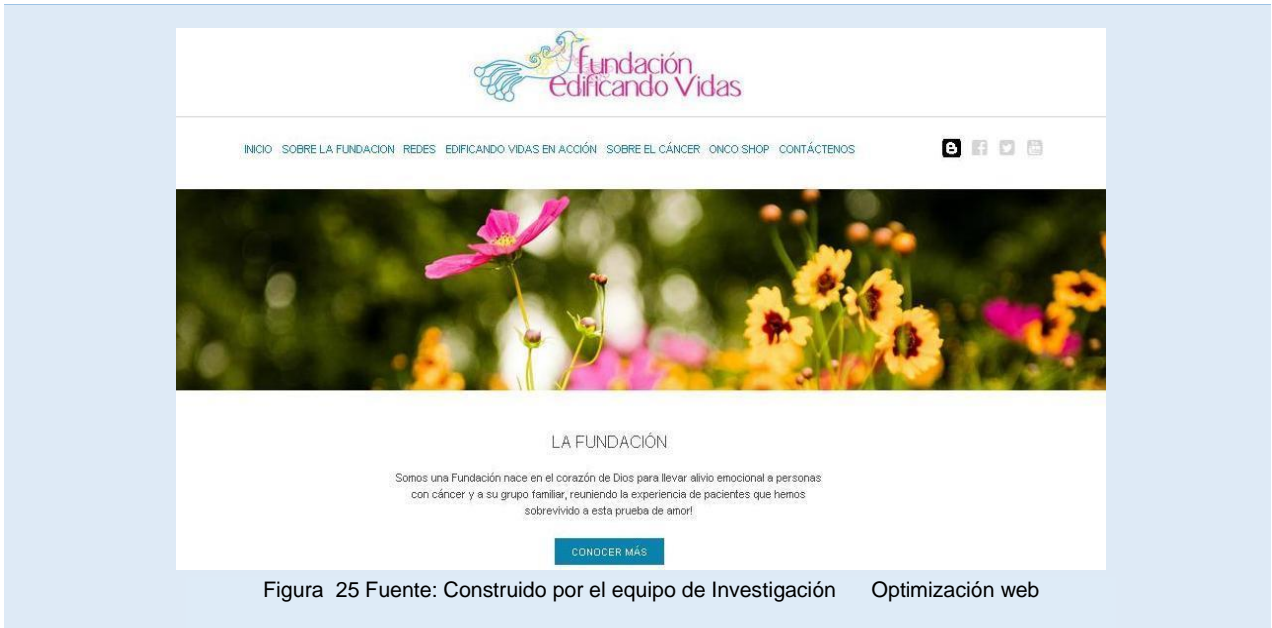 fundación
edificando Vidas
INICIO SOBRE LA FUNDACION REDES EDIFICANDO VIDAS EN ACCIÓN SOBRE EL CÁNCER ONCO SHOP CONTÁCTENOS
LA FUNDACIÓN
Somos una Fundación nace en el corazón de Dios para llevar alivio emocional a personas
con cáncer y a su grupo familiar, reuniendo la experiencia de pacientes que hemos
sobrevivido a esta prueba de amor!
CONOCER MÁS
Figura 25 Fuente: Construido por el equipo de Investigación Optimización web